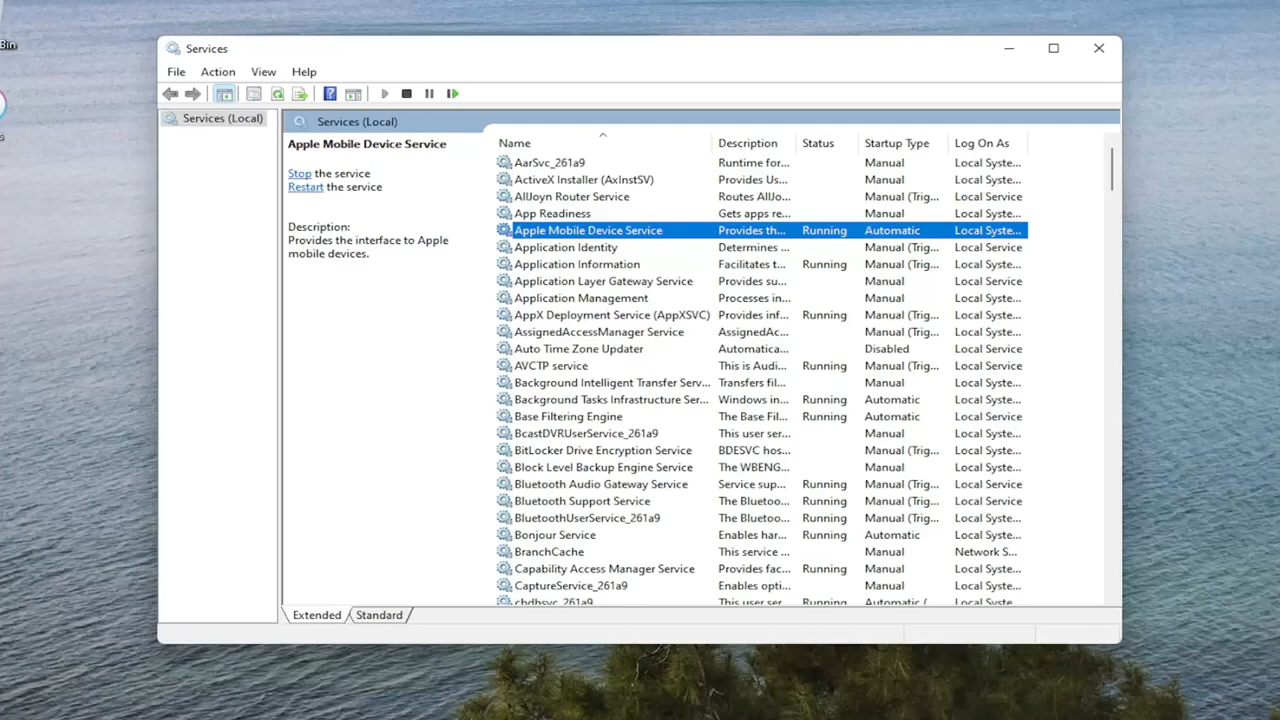 Bin
s
Services
File Action View Help
Services (Local)
Services (Local)
Apple Mobile Device Service
Stop the service
Restart the service
Description:
Provides the interface to Apple
mobile devices.
Name Description Status Startup Type Log On As
AarSvc_261a9 Runtime for... Manual Local Syste...
ActiveX Installer (AxInstSV) Provides Us... Manual Local Syste...
AllJoyn Router Service Routes AllJo... Manual (Trig... Local Service
App Readiness Gets apps re... Manual Local Syste...
Apple Mobile Device Service Provides th... Running Automatic Local Syste...
Application Identity Determines ... Manual (Trig... Local Service
Application Information Facilitates t... Running Manual (Trig... Local Syste...
Application Layer Gateway Service Provides su... Manual Local Service
Application Management Processes in... Manual Local Syste...
AppX Deployment Service (AppXSVC) Provides inf... Running Manual (Trig... Local Syste...
AssignedAccessManager Service AssignedAc... Manual (Trig... Local Syste...
Auto Time Zone Updater Automatica... Disabled Local Service
AVCTP service This is Audi... Running Manual (Trig... Local Service
Background Intelligent Transfer Serv... Transfers fil... Manual Local Syste...
Background Tasks Infrastructure Ser... Windows in... Running Automatic Local Syste...
Base Filtering Engine The Base Fil... Running Automatic Local Service
BcastDVRUserService_261a9 This user ser... Manual Local Syste...
BitLocker Drive Encryption Service BDESVC hos... Manual (Trig... Local Syste...
Block Level Backup Engine Service The WBENG... Manual Local Syste...
Bluetooth Audio Gateway Service Service sup... Running Manual (Trig... Local Service
Bluetooth Support Service The Bluetoo... Running Manual (Trig... Local Service
BluetoothUserService_261a9 The Bluetoo... Running Manual (Trig... Local Syste...
Bonjour Service Enables har... Running Automatic Local Syste...
BranchCache This service ... Manual Network S...
Capability Access Manager Service Provides fac... Running Manual Local Syste...
CaptureService_261a9 Enables opti... Manual Local Syste...
cbdhsvc_261a9 This user ser... Running Automatic ( Local Syste...
Extended Standard